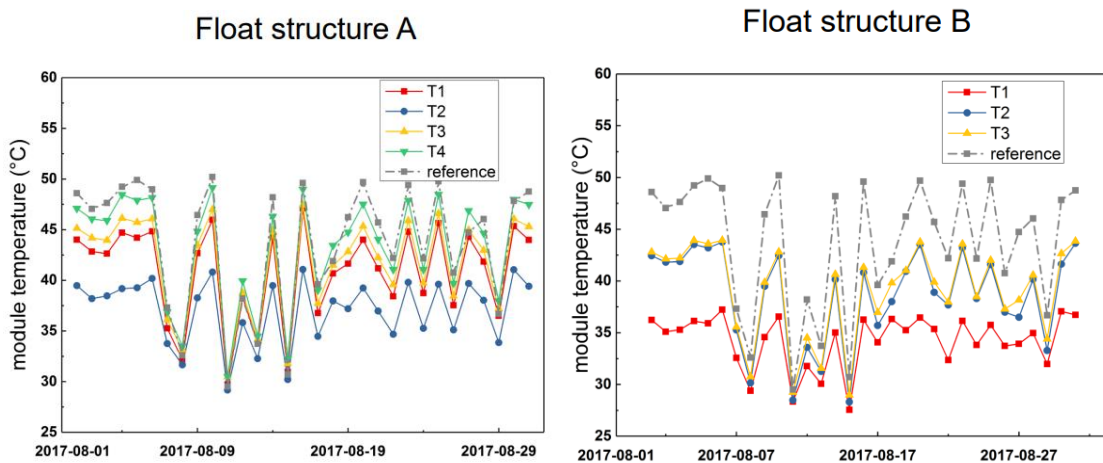 Float structure A
Float structure B
module temperature (°C)
60
55
50
45
40
35
30
25
T1
T2
T3
T4
reference
2017-08-01
2017-08-09
2017-08-19
2017-08-29
module temperature (°C)
60
55
50
45
40
35
30
25
T1
T2
T3
reference
2017-08-01
2017-08-07
2017-08-17
2017-08-27